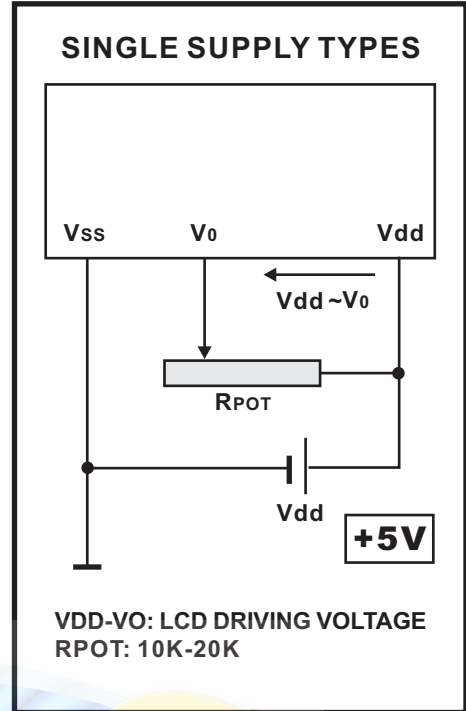 SINGLE SUPPLY TYPES
Vss V0 Vdd
Vdd ~V0
RPOT
Vdd
+5V
VDD-VO: LCD DRIVING VOLTAGE
RPOT: 10K-20K